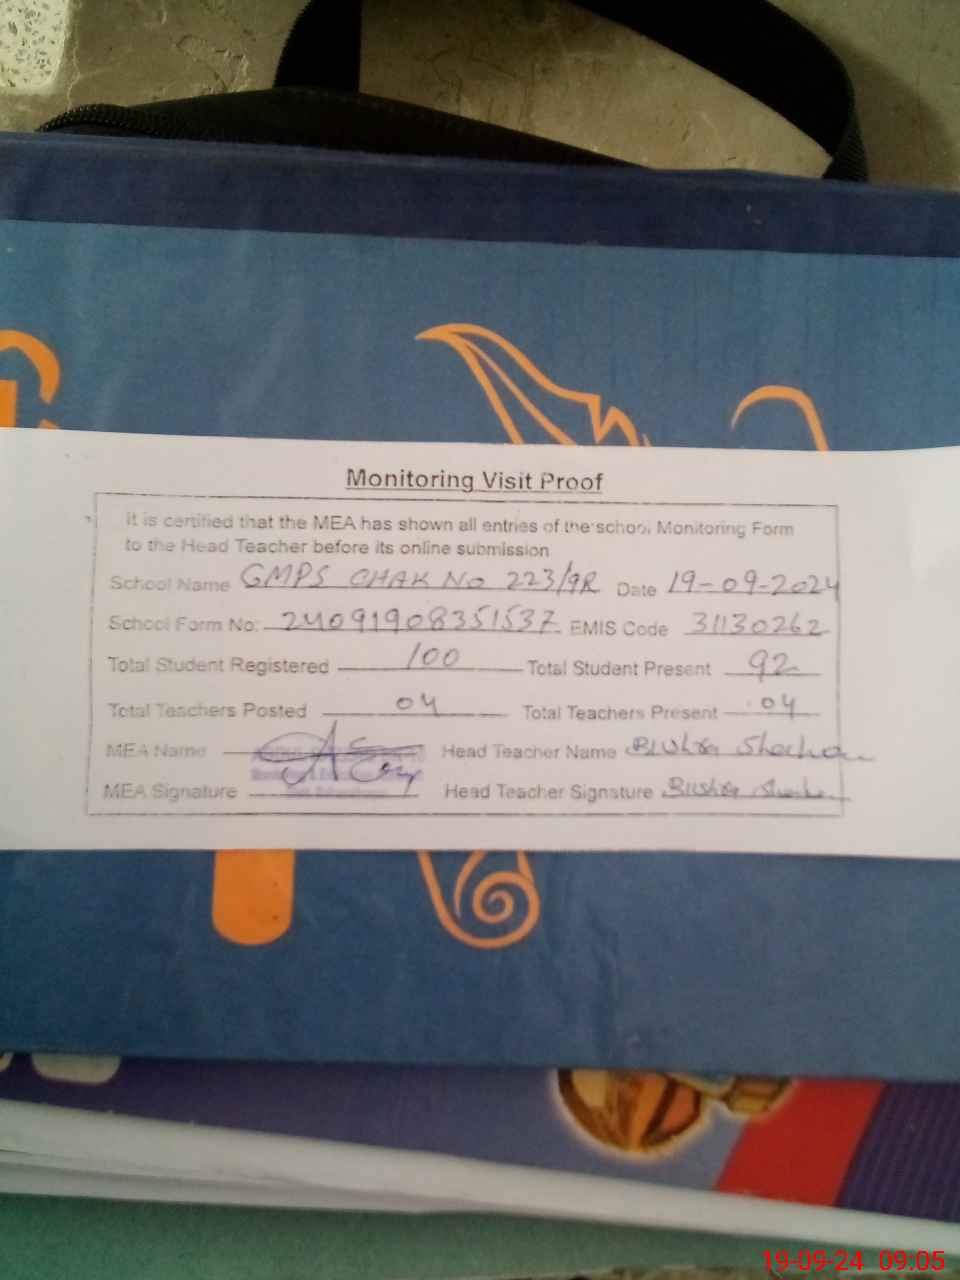 Monitoring Visit Proof
it is certified that the MEA has shown all entries of the school Monitoring Form
to the Head Teacher before its online submission
School Name GMPS CHAK No 223/9R Date 19-09-2024
School Form No: 24091908351537 EMIS Code 31130262
Total Student Registered 100 Total Student Present 92
Total Teachers Posted 04 Total Teachers Present 04
MEA Name Head Teacher Name Bushra
MEA Signature Head Teacher Signature Bushra
19-09-24 09:05